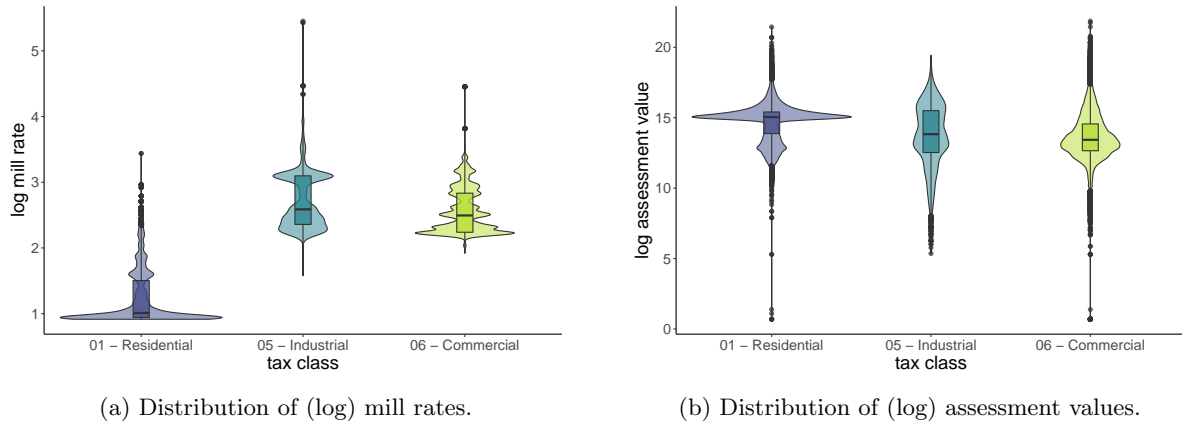 log mill rate
5
4
3
2
1
01 – Residential 05 – Industrial 06 – Commercial
tax class
(a) Distribution of (log) mill rates.
log assessment value
20
15
10
5
0
01 – Residential 05 – Industrial 06 – Commercial
tax class
(b) Distribution of (log) assessment values.